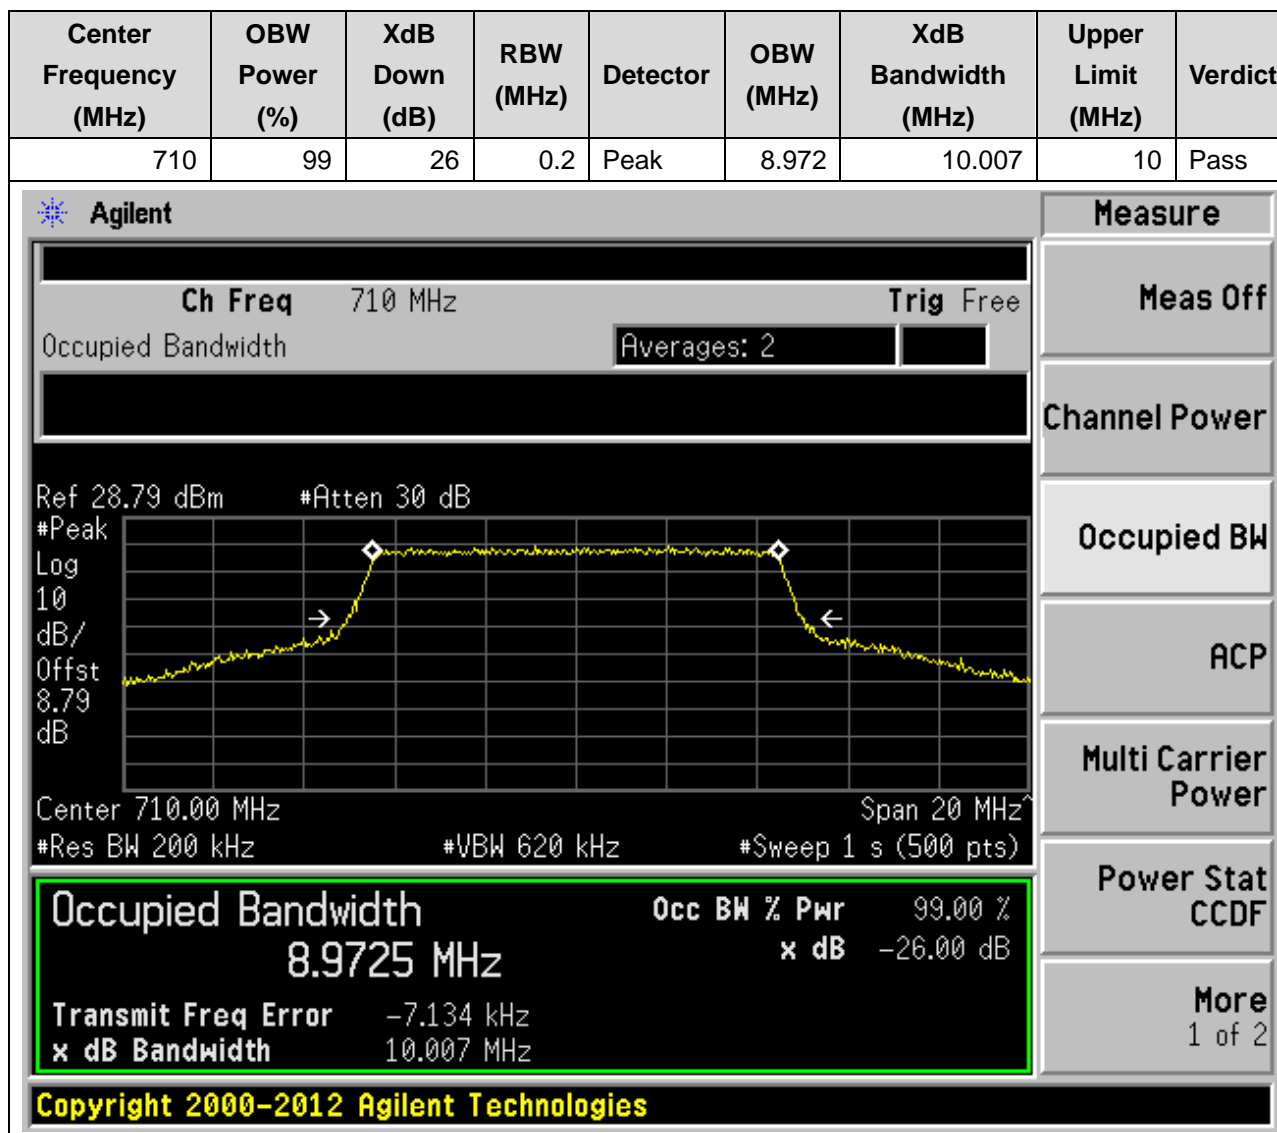 Center Frequency (MHz) OBW Power (%) XdB Down (dB) RBW (MHz) Detector OBW (MHz) XdB Bandwidth (MHz) Upper Limit (MHz) Verdict
710 99 26 0.2 Peak 8.972 10.007 10 Pass
Agilent
Measure
Ch Freq 710 MHz Trig Free
Meas Off
Occupied Bandwidth Averages: 2
Channel Power
Ref 28.79 dBm #Atten 30 dB
#Peak
Log
10
dB/
Offst
8.79
dB
Occupied BW
ACP
Multi Carrier
Power
Center 710.00 MHz Span 20 MHz^
#Res BW 200 kHz #VBW 620 kHz #Sweep 1 s (500 pts)
Power Stat
CCDF
Occupied Bandwidth Occ BW % Pwr 99.00 %
8.9725 MHz x dB -26.00 dB
Transmit Freq Error -7.134 kHz
x dB Bandwidth 10.007 MHz
More
1 of 2
Copyright 2000-2012 Agilent Technologies